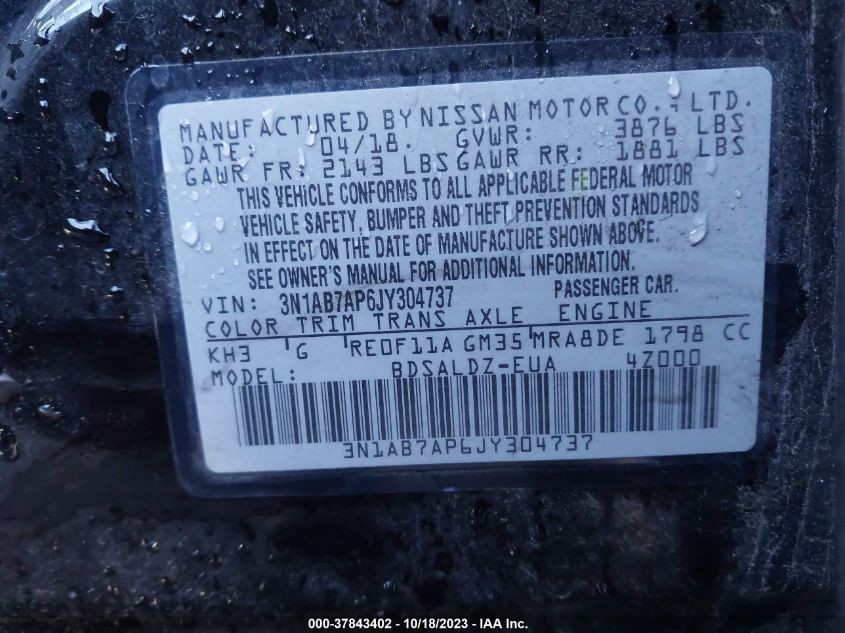 MANUFACTURED BY NISSAN MOTOR CO., LTD.
DATE: 04/18. GVWR: 3876 LBS
GAWR FR: 2143 LBS GAWR RR: 1881 LBS
THIS VEHICLE CONFORMS TO ALL APPLICABLE FEDERAL MOTOR
VEHICLE SAFETY, BUMPER AND THEFT PREVENTION STANDARDS
IN EFFECT ON THE DATE OF MANUFACTURE SHOWN ABOVE.
SEE OWNER'S MANUAL FOR ADDITIONAL INFORMATION.
VIN: 3N1AB7AP6JY304737 PASSENGER CAR.
COLOR TRIM TRANS AXLE ENGINE
KH3 G RE0F11A GM35 MRA8DE 1798 CC
MODEL: BDSALDZ-EUA 4Z000
3N1AB7AP6JY304737
000-37843402 - 10/18/2023 - IAA Inc.